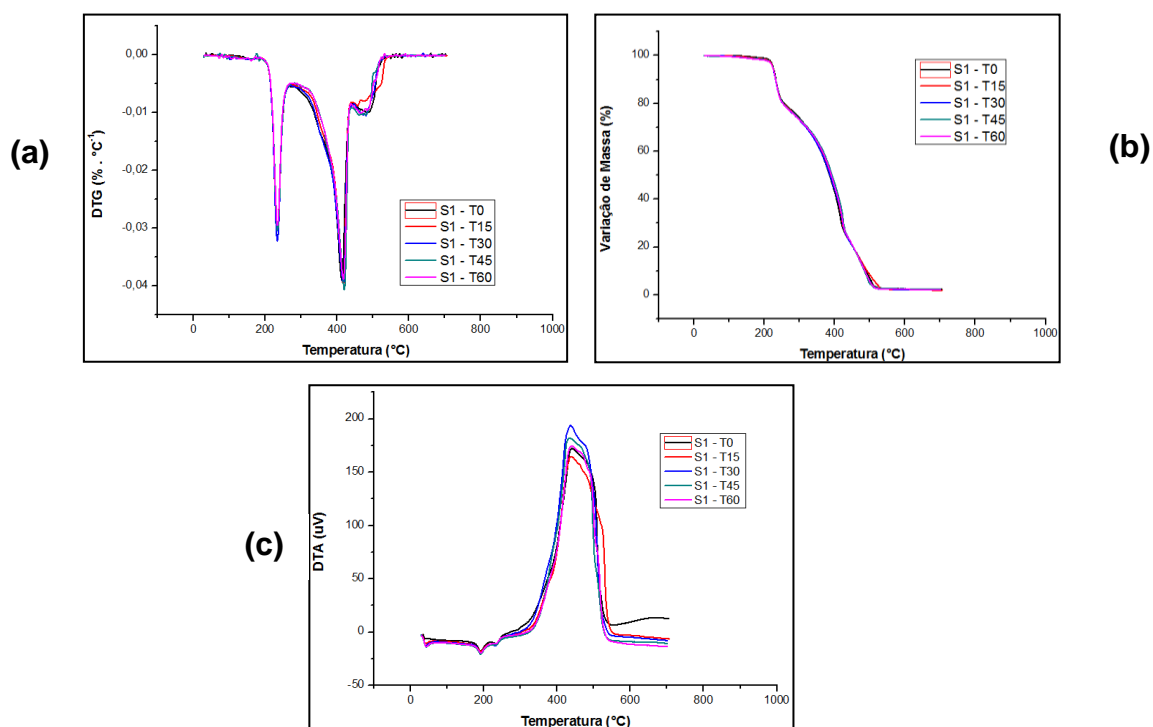 (a)
0,00
-0,01
-0,02
-0,03
-0,04
DTG (%. °C⁻¹)
S1 - T0
S1 - T15
S1 - T30
S1 - T45
S1 - T60
0 200 400 600 800 1000
Temperatura (°C)
(b)
100
80
60
40
20
0
Variação de Massa (%)
S1 - T0
S1 - T15
S1 - T30
S1 - T45
S1 - T60
0 200 400 600 800 1000
Temperatura (°C)
(c)
200
150
100
50
0
-50
DTA (uV)
S1 - T0
S1 - T15
S1 - T30
S1 - T45
S1 - T60
0 200 400 600 800 1000
Temperatura (°C)